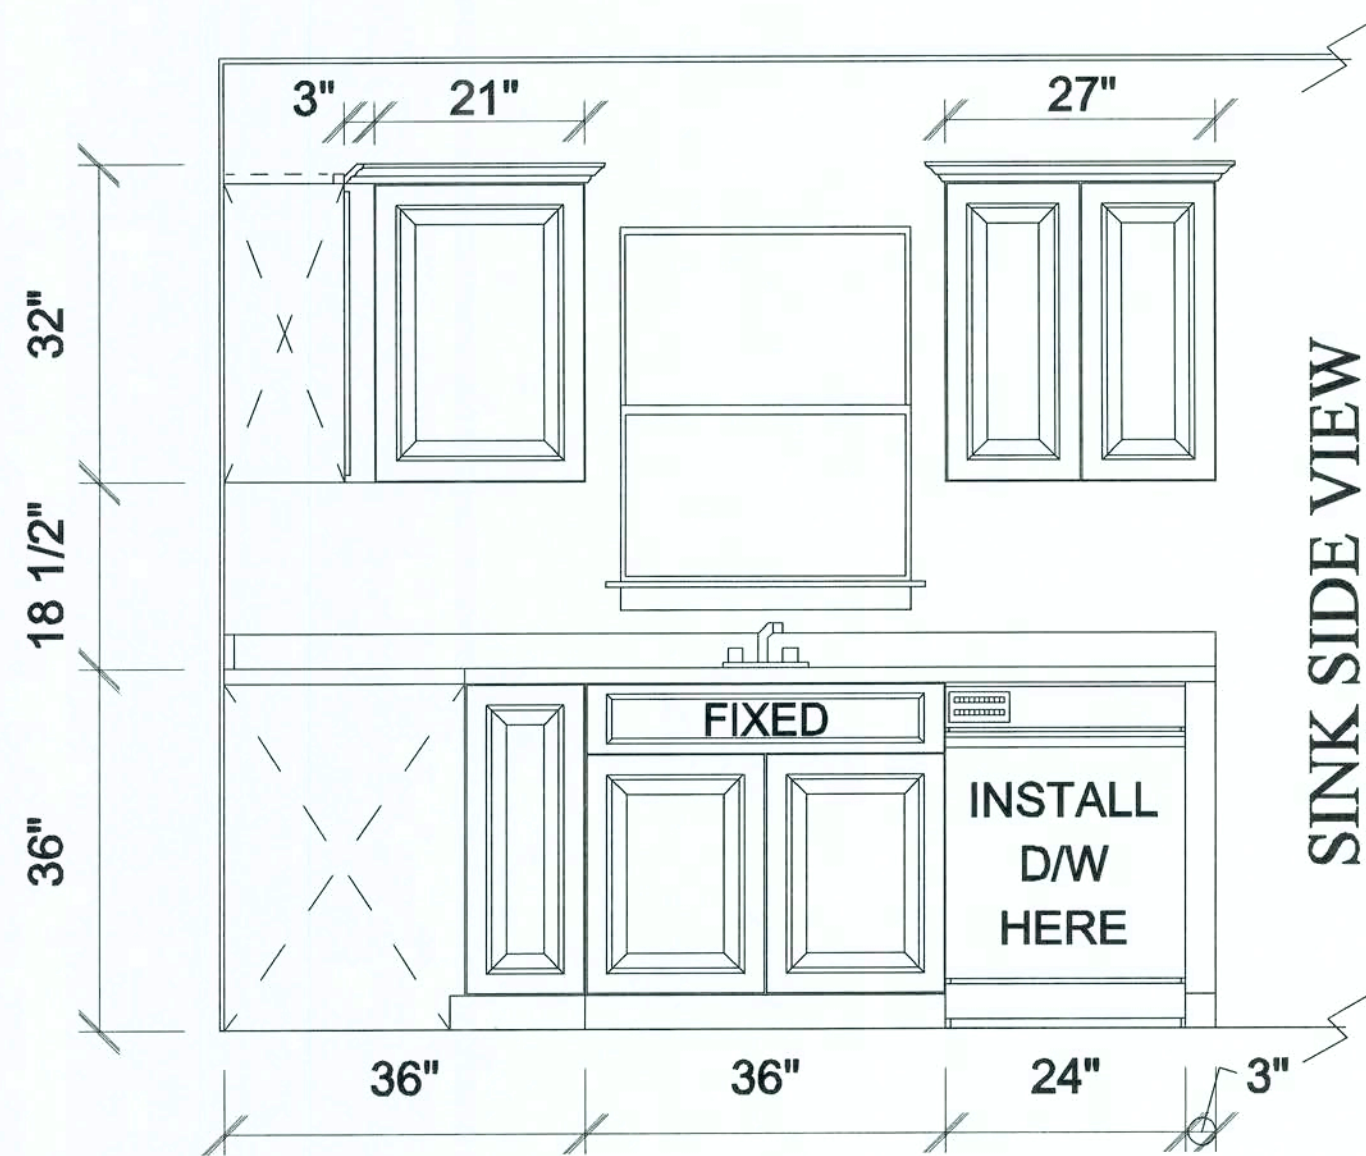 3" 21" 27"
32"
18 1/2"
36"
FIXED
INSTALL
D/W
HERE
SINK SIDE VIEW
36" 36" 24" 3"